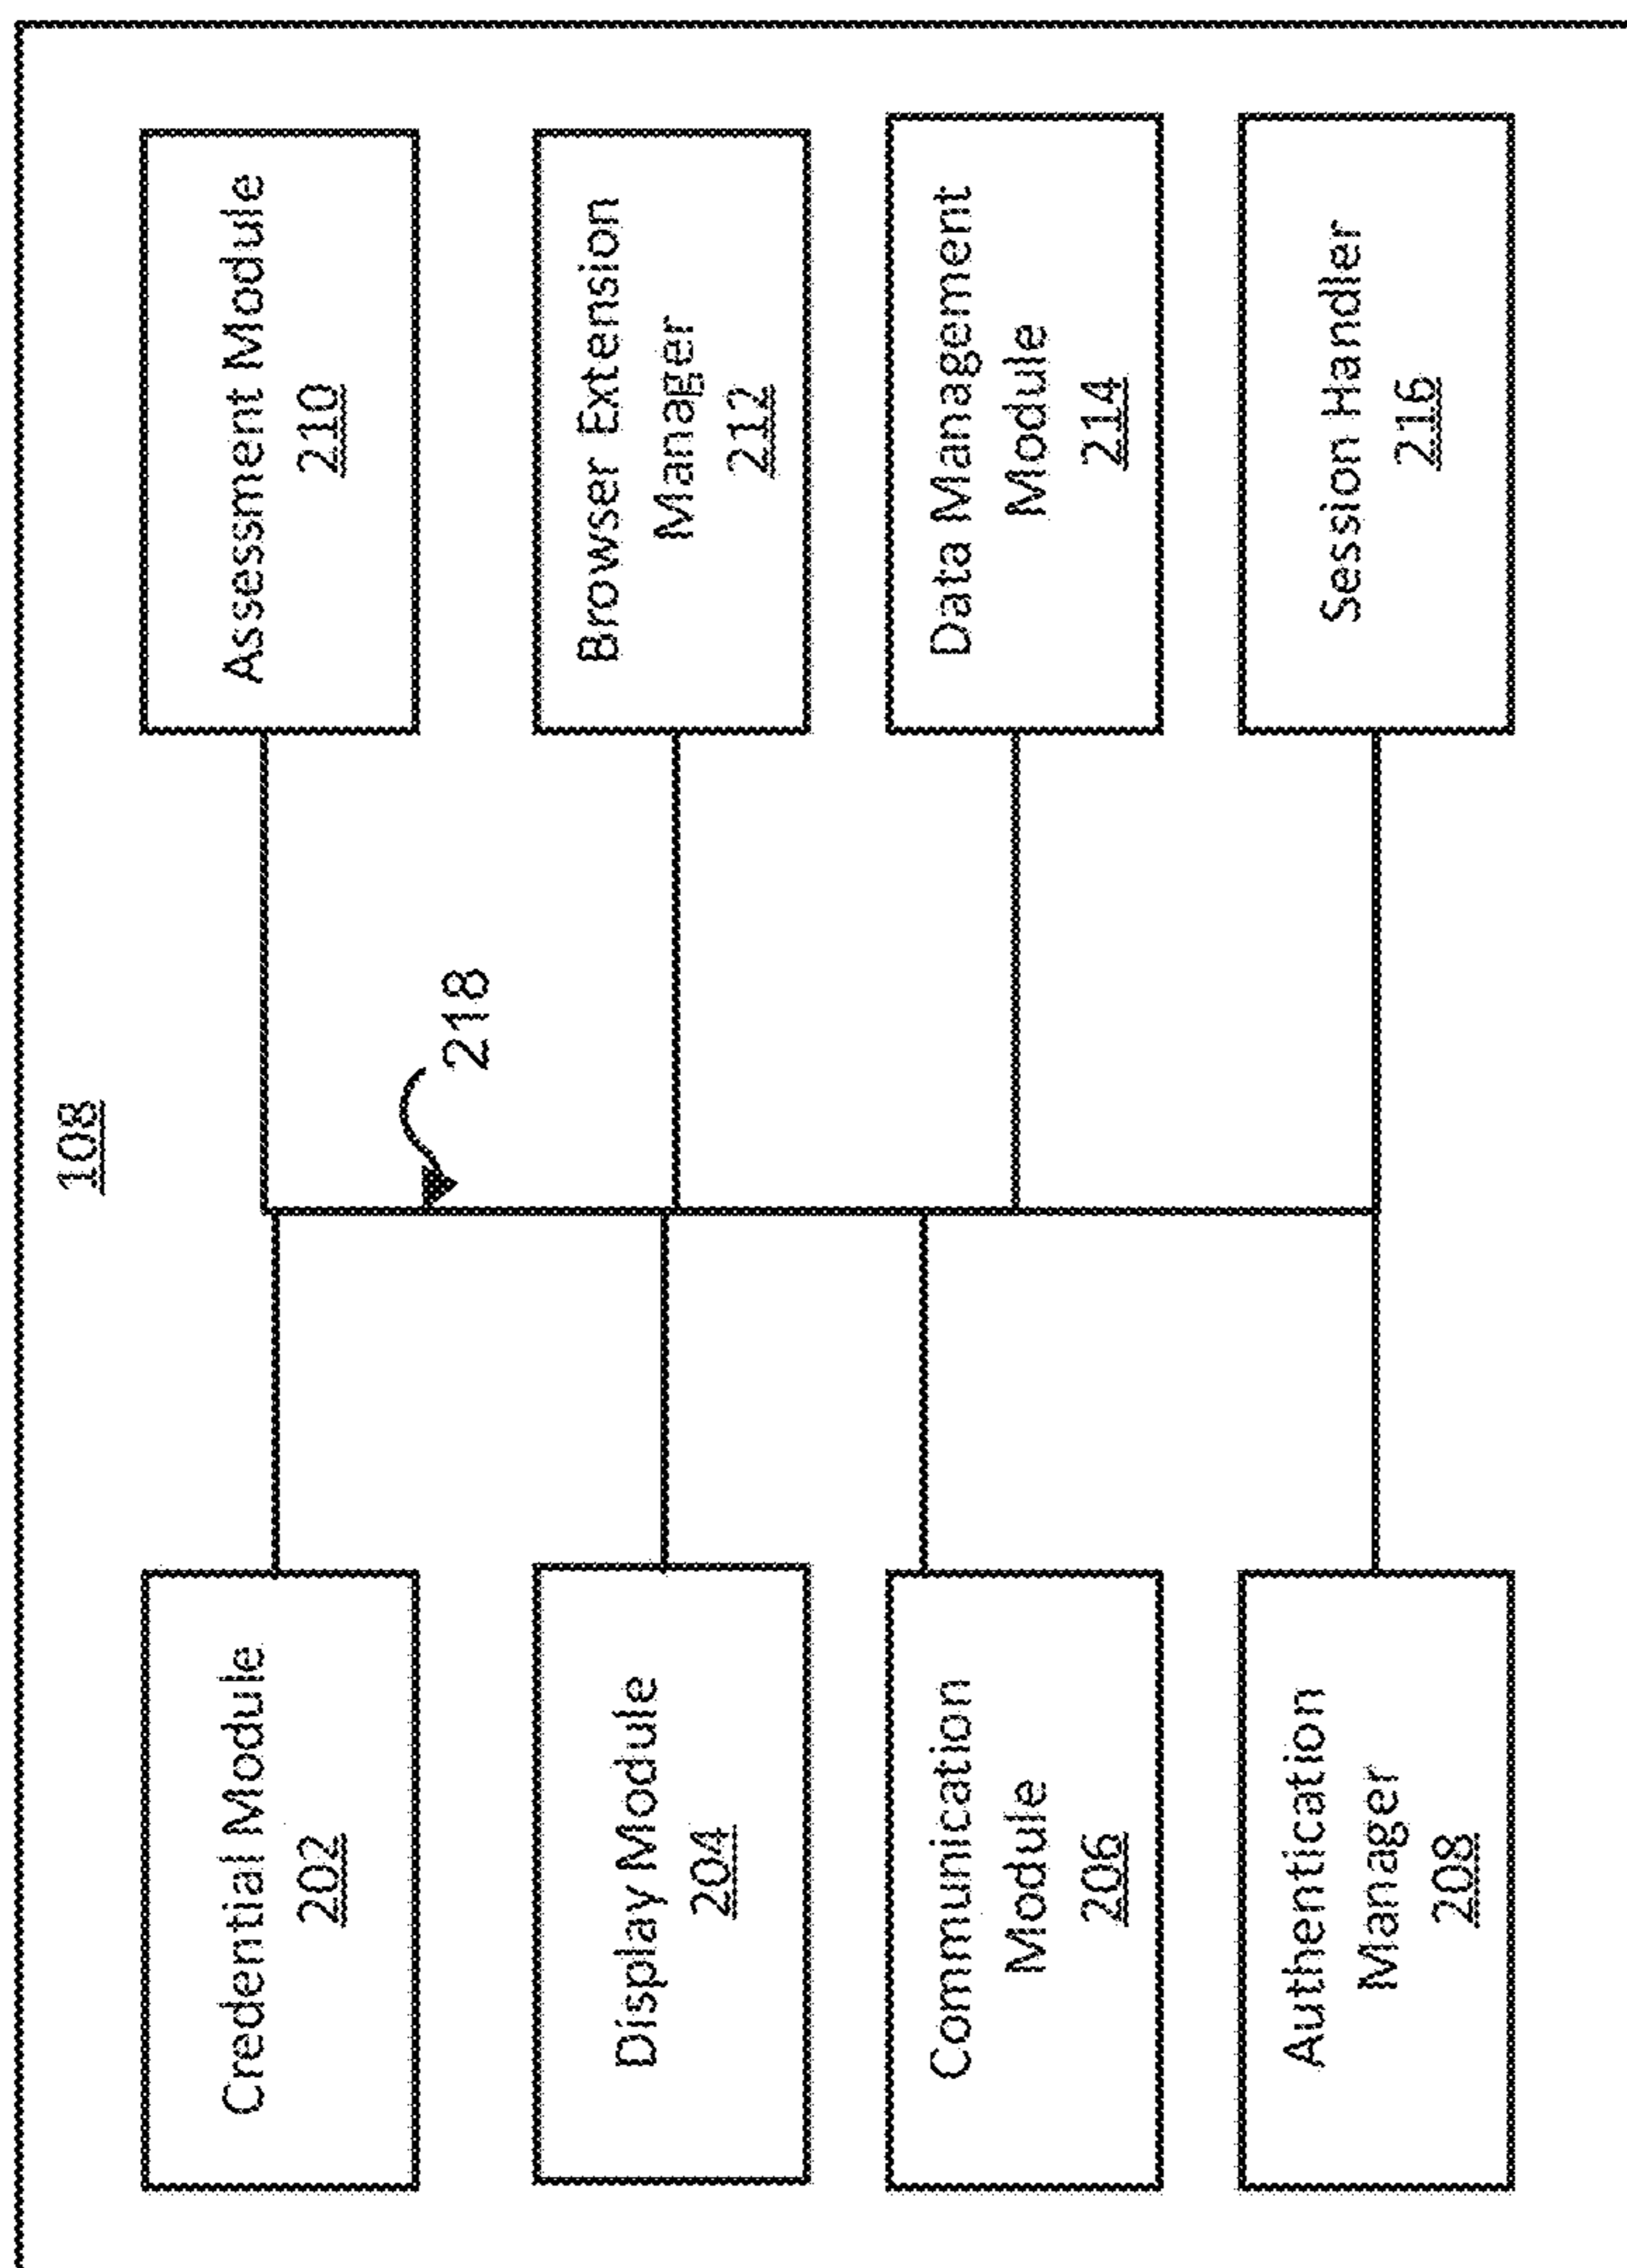 108
Credential Module
202
Assessment Module
210
218
Display Module
204
Browser Extension
Manager
212
Communication
Module
206
Data Management
Module
214
Authentication
Manager
208
Session Handler
216